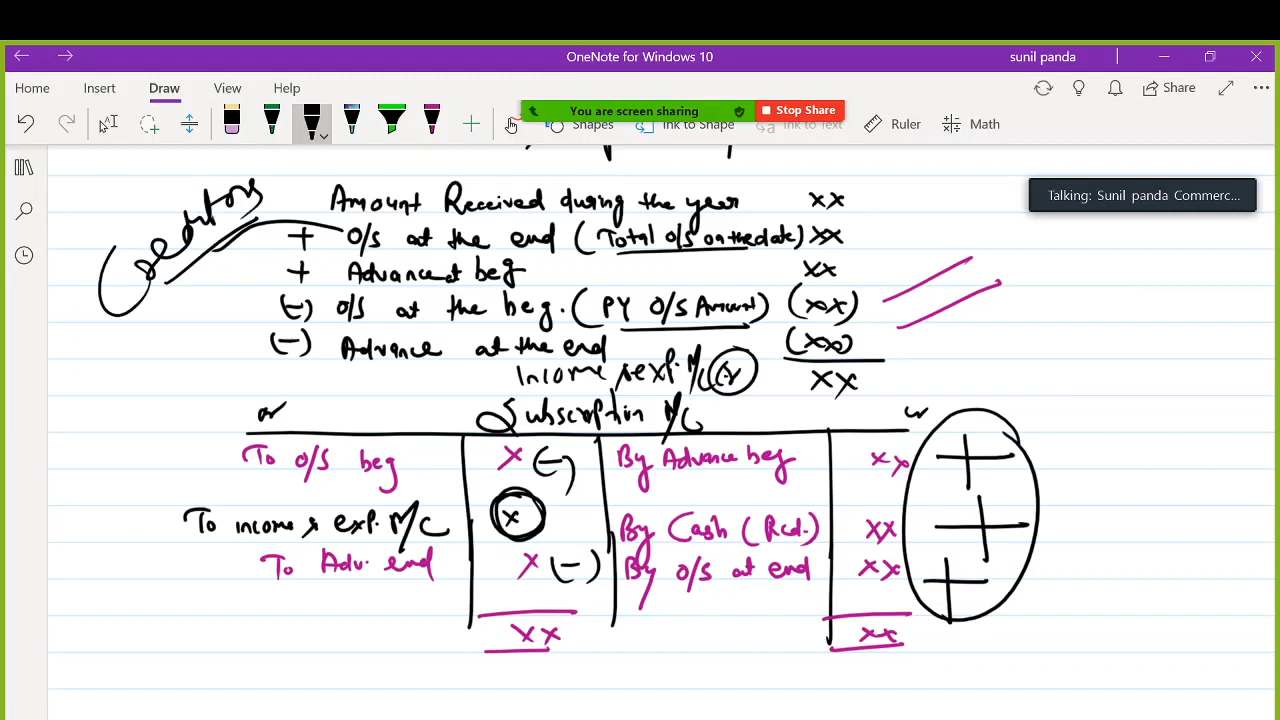 OneNote for Windows 10
sunil panda
Home Insert Draw View Help
You are screen sharing Stop Share
Share
Shapes Ink to Shape Ink to Text Ruler Math
Talking: Sunil panda Commerc...
Amount Received during the year xx
+ O/S at the end (Total O/S on the date) xx
+ Advance at beg xx
(-) O/S at the beg. (PY O/S Amount) (xx)
(-) Advance at the end (xx)
Income & exp. A/c (Cr) xx
dr Subscription A/C cr
To O/S beg x (-) By Advance beg xx +
To income & exp. A/C x By Cash (Rcd.) xx +
To Adv. end x (-) By O/S at end xx +
xx xx